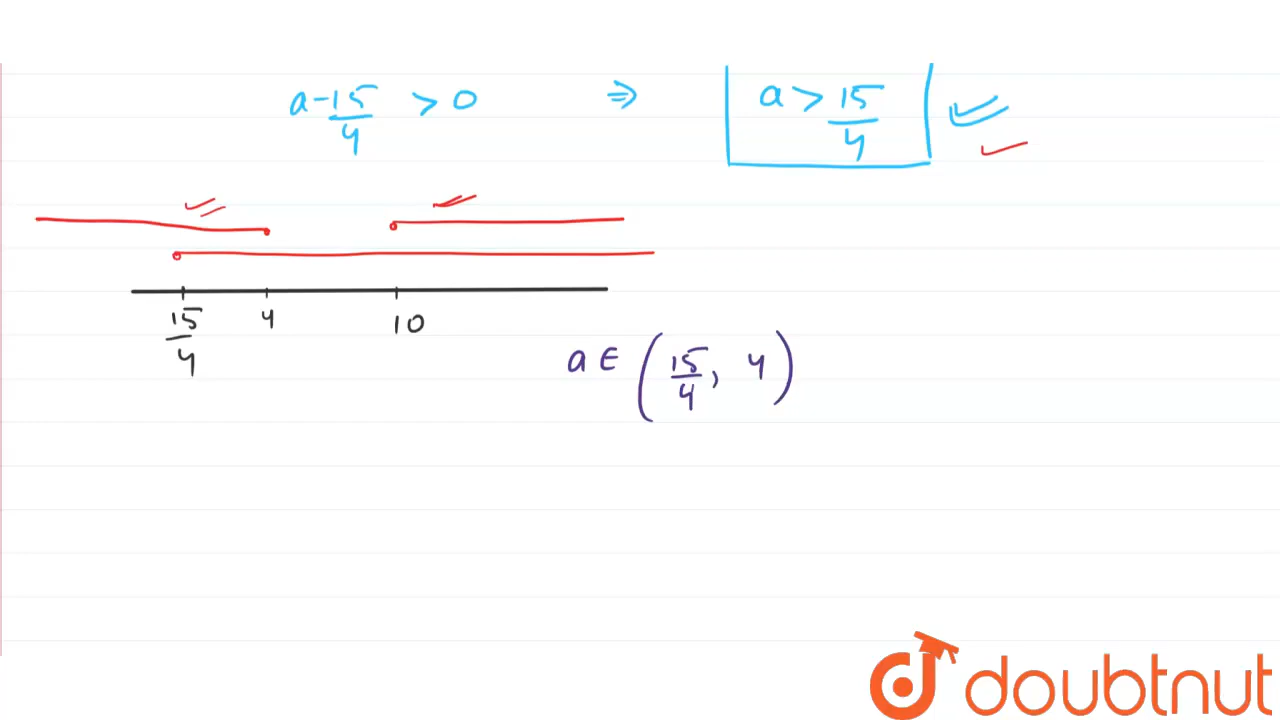 a - 15/4 > 0 ⇒ a > 15/4
15/4 4 10
a ∈ (15/4, 4)
doubtnut